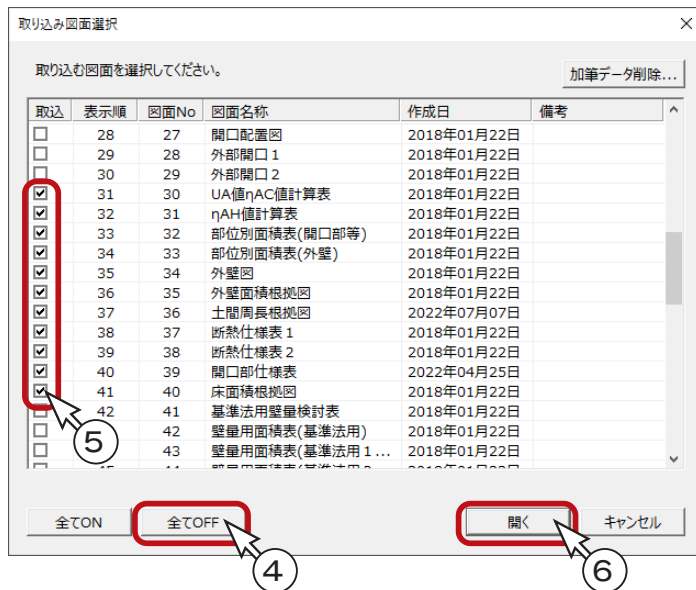 取り込み図面選択
取り込む図面を選択してください。
加筆データ削除...
取込 表示順 図面No 図面名称 作成日 備考
28 27 開口配置図 2018年01月22日
29 28 外部開口1 2018年01月22日
30 29 外部開口2 2018年01月22日
31 30 UA値ηAC値計算表 2018年01月22日
32 31 ηAH値計算表 2018年01月22日
33 32 部位別面積表(開口部等) 2018年01月22日
34 33 部位別面積表(外壁) 2018年01月22日
35 34 外壁図 2018年01月22日
36 35 外壁面積根拠図 2018年01月22日
37 36 土間周長根拠図 2022年07月07日
38 37 断熱仕様表1 2018年01月22日
39 38 断熱仕様表2 2018年01月22日
40 39 開口部仕様表 2022年04月25日
41 40 床面積根拠図 2018年01月22日
42 41 基準法用壁量検討表 2018年01月22日
42 壁量用面積表(基準法用) 2018年01月22日
43 壁量用面積表(基準法用1... 2018年01月22日
⑤
全てON 全てOFF 開く キャンセル
④ ⑥